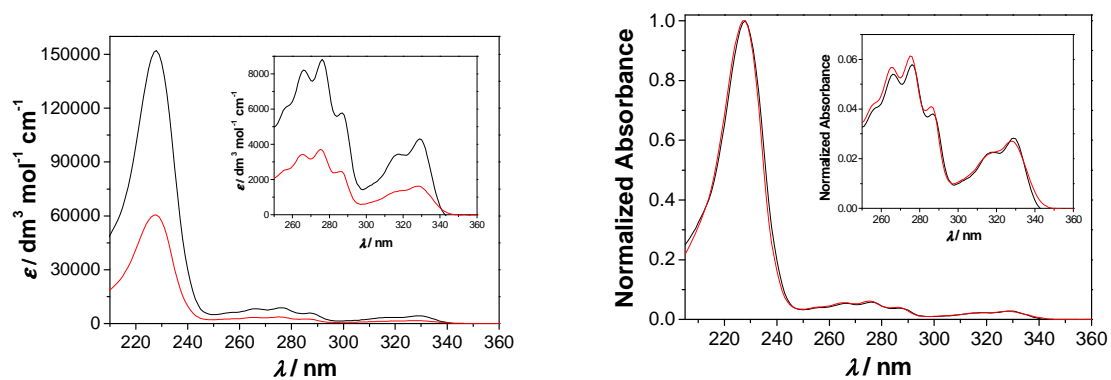 ε / dm³ mol⁻¹ cm⁻¹
150000
120000
90000
60000
30000
0
220 240 260 280 300 320 340 360
λ / nm
ε / dm³ mol⁻¹ cm⁻¹
8000
6000
4000
2000
0
260 280 300 320 340 360
λ / nm
Normalized Absorbance
1.0
0.8
0.6
0.4
0.2
0.0
220 240 260 280 300 320 340 360
λ / nm
Normalized Absorbance
0.06
0.04
0.02
0.00
260 280 300 320 340 360
λ / nm